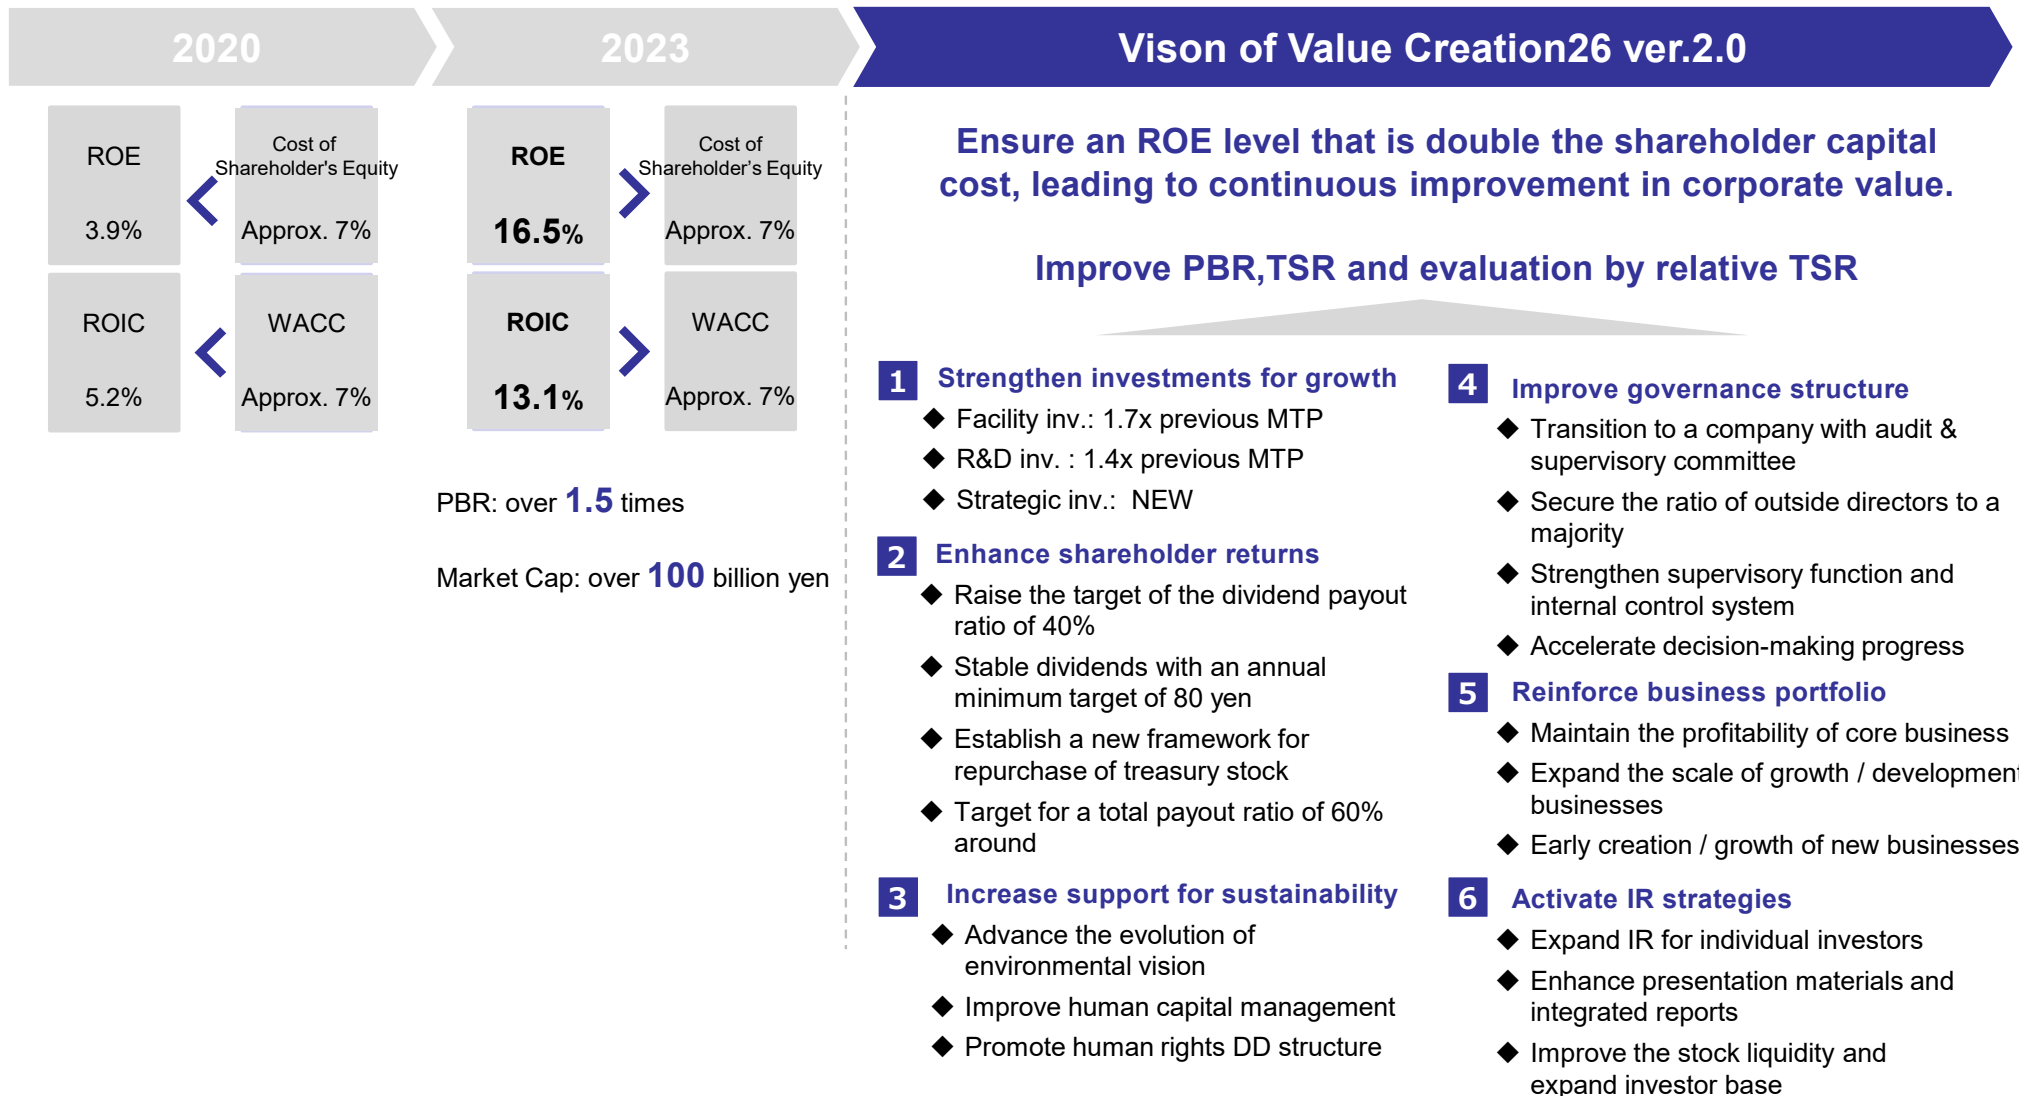 2020
2023
Vison of Value Creation26 ver.2.0
ROE
3.9%
Cost of
Shareholder's Equity
Approx. 7%
ROIC
5.2%
WACC
Approx. 7%
ROE
16.5%
Cost of
Shareholder’s Equity
Approx. 7%
ROIC
13.1%
WACC
Approx. 7%
PBR: over 1.5 times
Market Cap: over 100 billion yen
Ensure an ROE level that is double the shareholder capital
cost, leading to continuous improvement in corporate value.
Improve PBR,TSR and evaluation by relative TSR
1 Strengthen investments for growth
◆ Facility inv.: 1.7x previous MTP
◆ R&D inv. : 1.4x previous MTP
◆ Strategic inv.: NEW
2 Enhance shareholder returns
◆ Raise the target of the dividend payout
ratio of 40%
◆ Stable dividends with an annual
minimum target of 80 yen
◆ Establish a new framework for
repurchase of treasury stock
◆ Target for a total payout ratio of 60%
around
3 Increase support for sustainability
◆ Advance the evolution of
environmental vision
◆ Improve human capital management
◆ Promote human rights DD structure
4 Improve governance structure
◆ Transition to a company with audit &
supervisory committee
◆ Secure the ratio of outside directors to a
majority
◆ Strengthen supervisory function and
internal control system
◆ Accelerate decision-making progress
5 Reinforce business portfolio
◆ Maintain the profitability of core business
◆ Expand the scale of growth / development
businesses
◆ Early creation / growth of new businesses
6 Activate IR strategies
◆ Expand IR for individual investors
◆ Enhance presentation materials and
integrated reports
◆ Improve the stock liquidity and
expand investor base